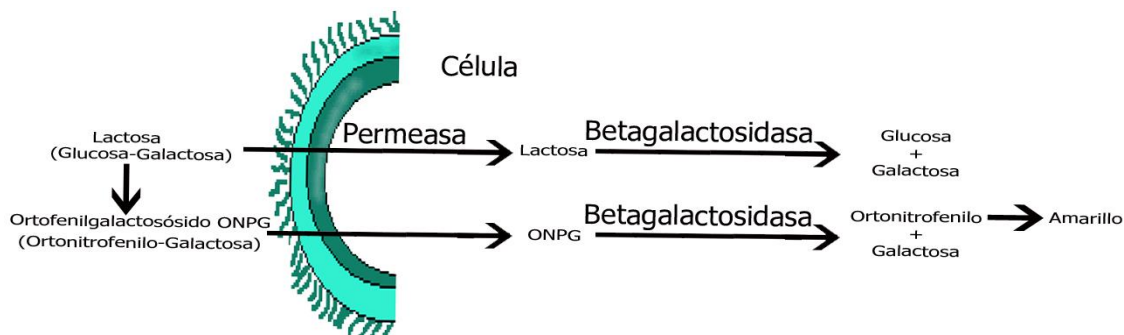 Célula
Lactosa
(Glucosa-Galactosa)
Permeasa
Lactosa
Betagalactosidasa
Glucosa
+
Galactosa
Ortofenilgalactosósido ONPG
(Ortonitrofenilo-Galactosa)
ONPG
Betagalactosidasa
Ortonitrofenilo
+
Galactosa
Amarillo